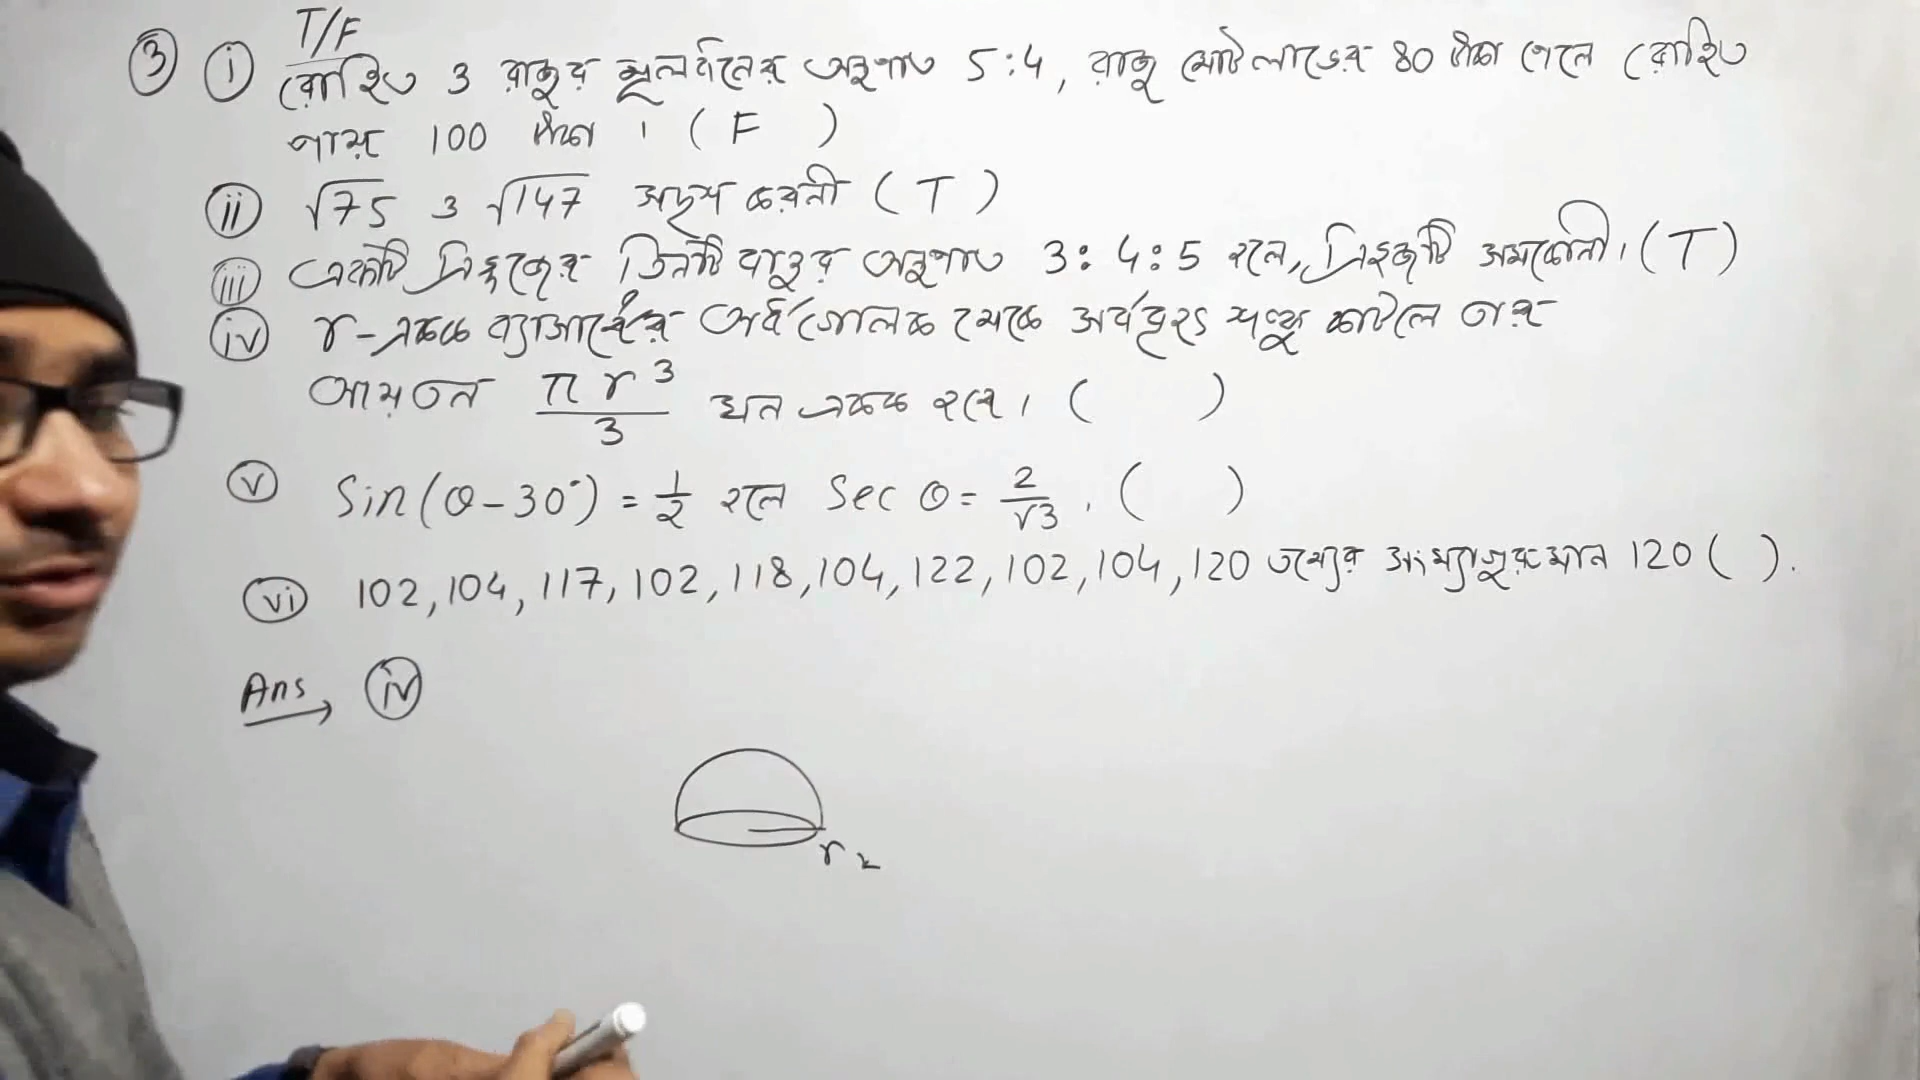 T/F
③ ⓘ রোহিত ও রাজুর মূলধনের অনুপাত 5:4, রাজু মোট লাভের 80 টাকা পেলে রোহিত
পায় 100 টাকা। (F )
ⅱ √75 ও √147 সদৃশ করণী (T)
ⅲ একটি ত্রিভুজের তিনটি বাহুর অনুপাত 3:4:5 হলে, ত্রিভুজটি সমকোণী। (T)
ⅳ r-একক ব্যাসার্ধের অর্ধগোলক থেকে সর্ববৃহৎ শঙ্কু কাটলে তার
আয়তন πr³/3 ঘন একক হবে। ( )
ⅴ Sin(θ-30°) = 1/2 হলে Sec θ = 2/√3. ( )
ⅵ 102, 104, 117, 102, 118, 104, 122, 102, 104, 120 তথ্যের সংখ্যাগুরুমান 120 ( ).
Ans → ⅳ
r